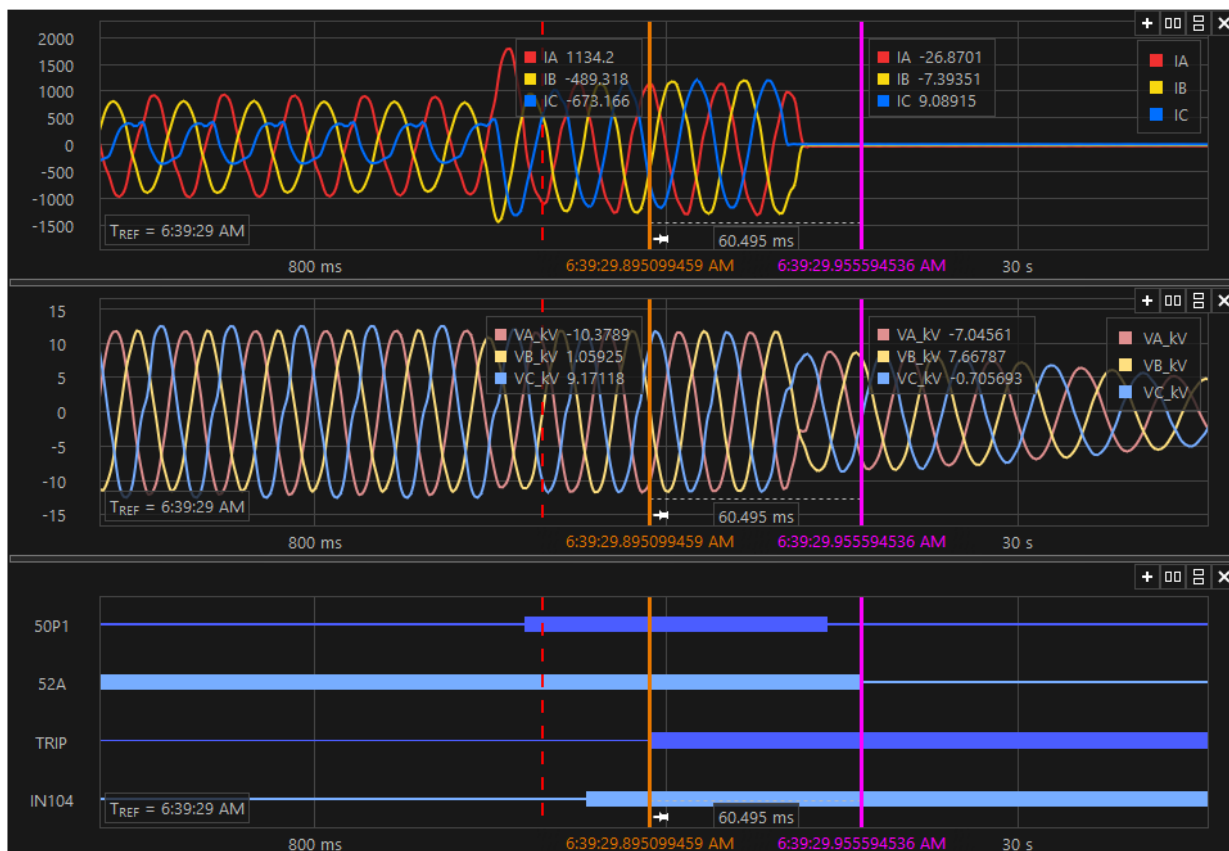 2000
1500
1000
500
0
-500
-1000
-1500
IA 1134.2
IB -489.318
IC -673.166
IA -26.8701
IB -7.39351
IC 9.08915
IA
IB
IC
TREF = 6:39:29 AM
60.495 ms
800 ms
6:39:29.895099459 AM
6:39:29.955594536 AM
30 s
15
10
5
0
-5
-10
-15
VA_kV -10.3789
VB_kV 1.05925
VC_kV 9.17118
VA_kV -7.04561
VB_kV 7.66787
VC_kV -0.705693
VA_kV
VB_kV
VC_kV
TREF = 6:39:29 AM
60.495 ms
800 ms
6:39:29.895099459 AM
6:39:29.955594536 AM
30 s
50P1
52A
TRIP
IN104
TREF = 6:39:29 AM
60.495 ms
800 ms
6:39:29.895099459 AM
6:39:29.955594536 AM
30 s